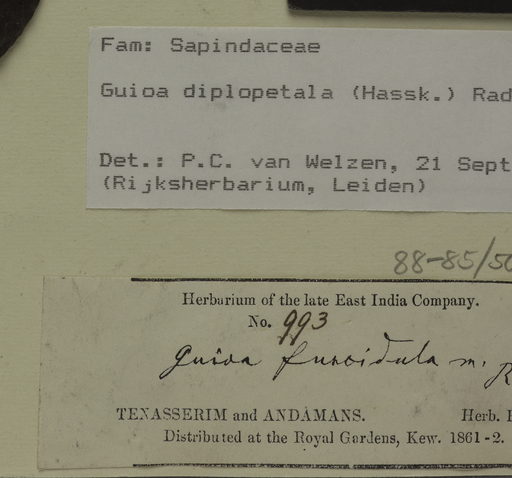 Fam: Sapindaceae
Guioa diplopetala (Hassk.) Rad
Det.: P.C. van Welzen, 21 Sept
(Rijksherbarium, Leiden)
88-85/50
Herbarium of the late East India Company.
No. 993
Guioa m. R
TENASSERIM and ANDAMANS. Herb.
Distributed at the Royal Gardens, Kew. 1861-2.